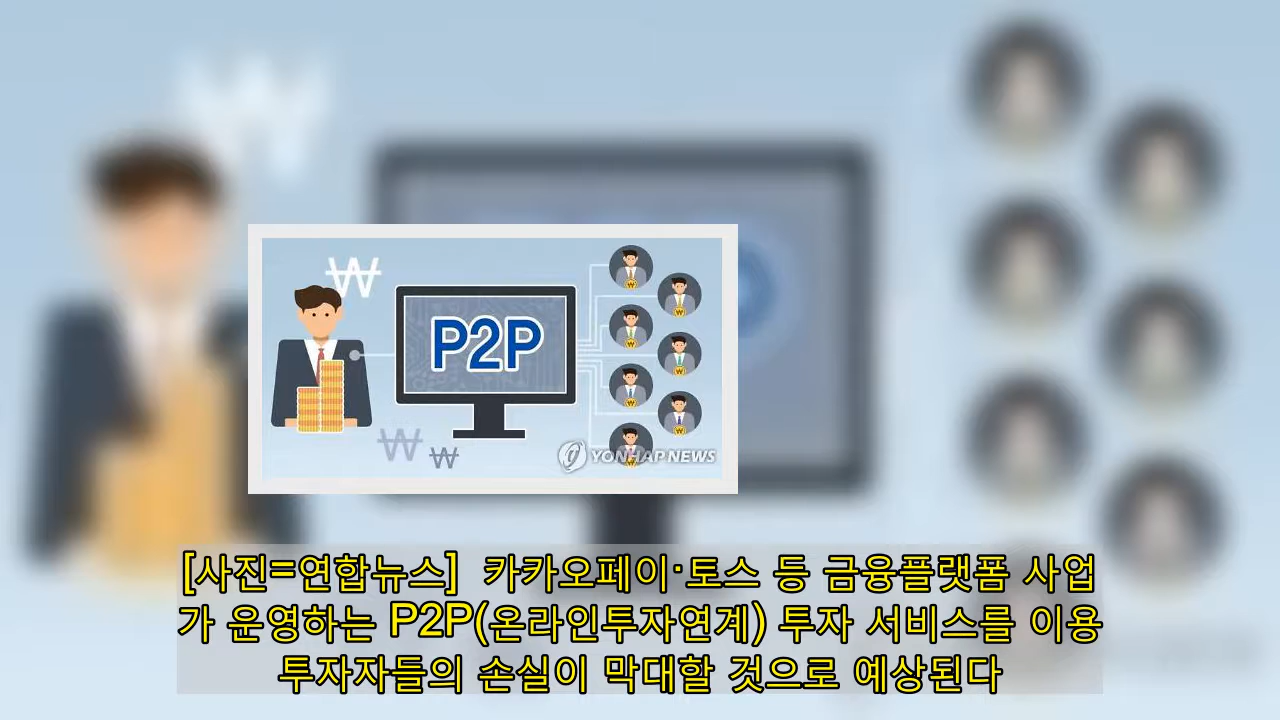 ₩
P2P
₩
₩
YONHAP NEWS
[사진=연합뉴스] 카카오페이·토스 등 금융플랫폼 사업
가 운영하는 P2P(온라인투자연계) 투자 서비스를 이용
투자자들의 손실이 막대할 것으로 예상된다